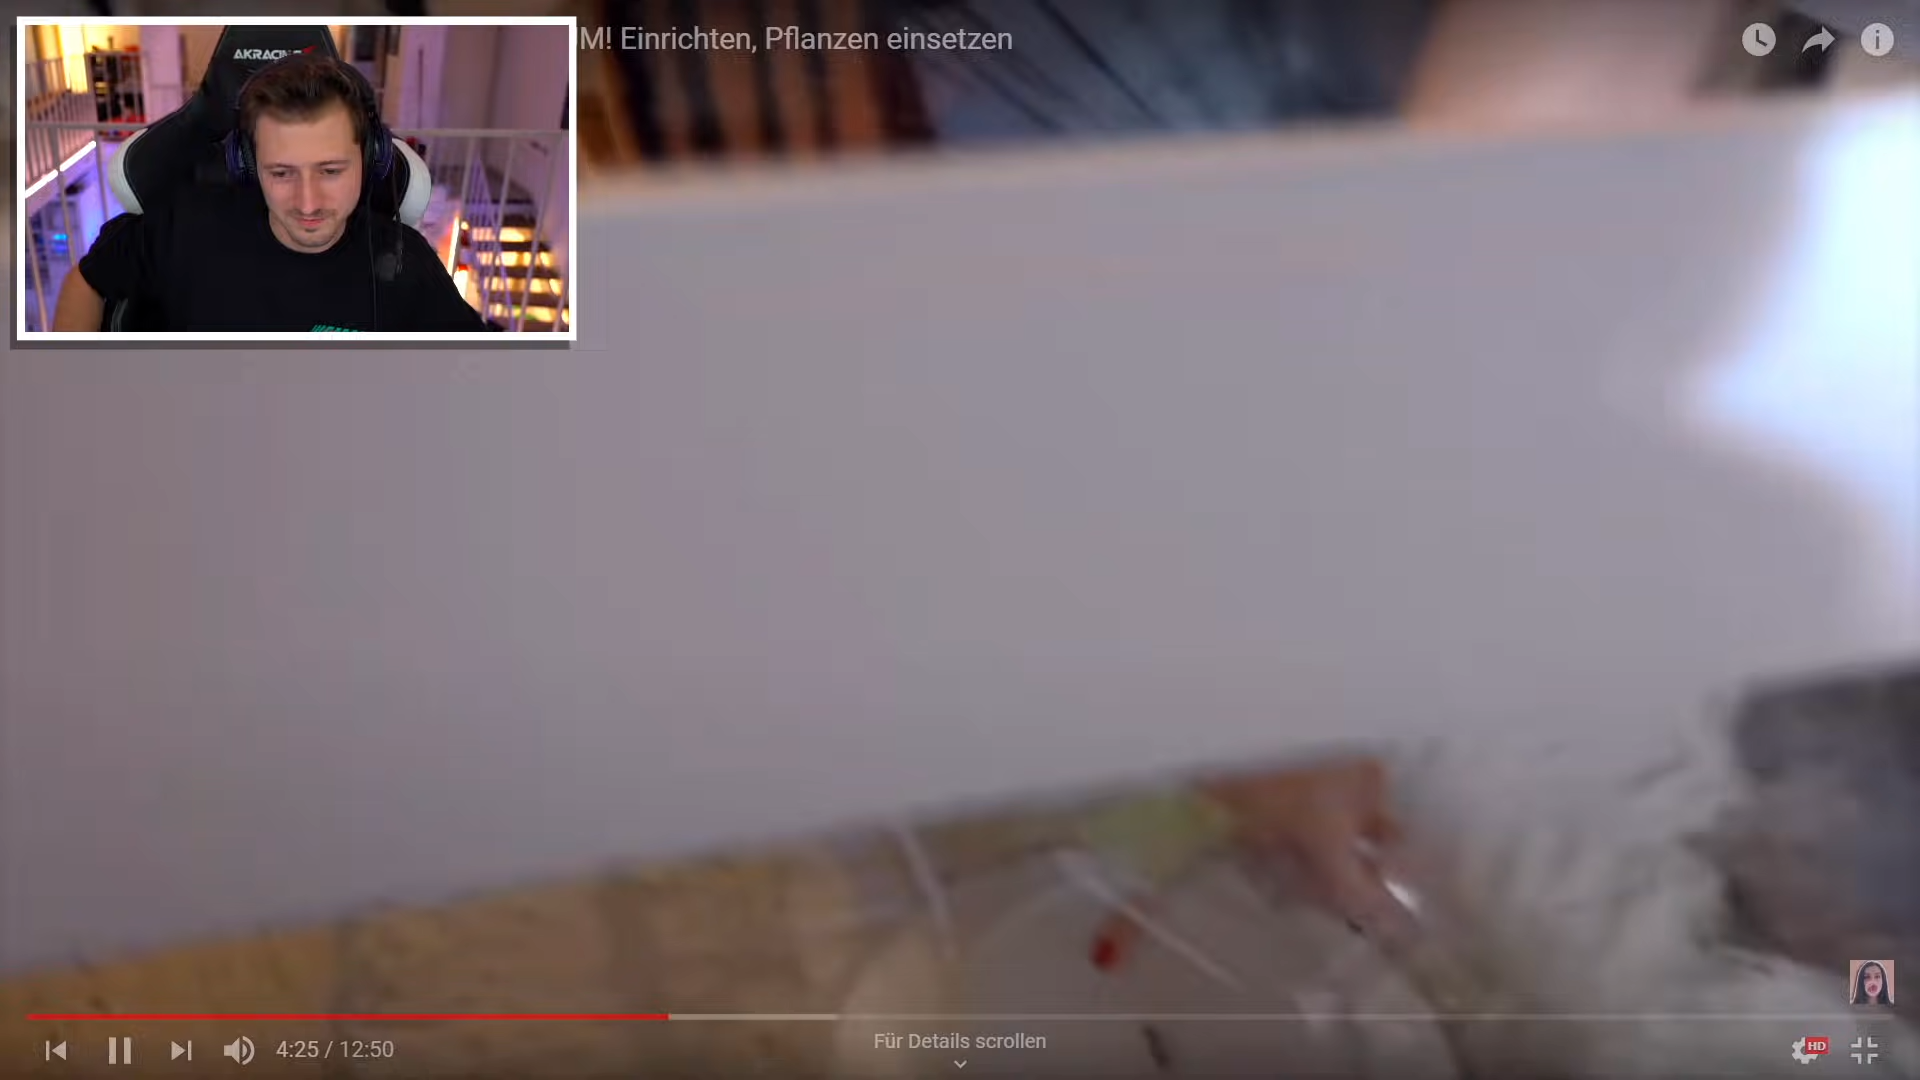 M! Einrichten, Pflanzen einsetzen
AKRACING
4:25 / 12:50
Für Details scrollen
HD